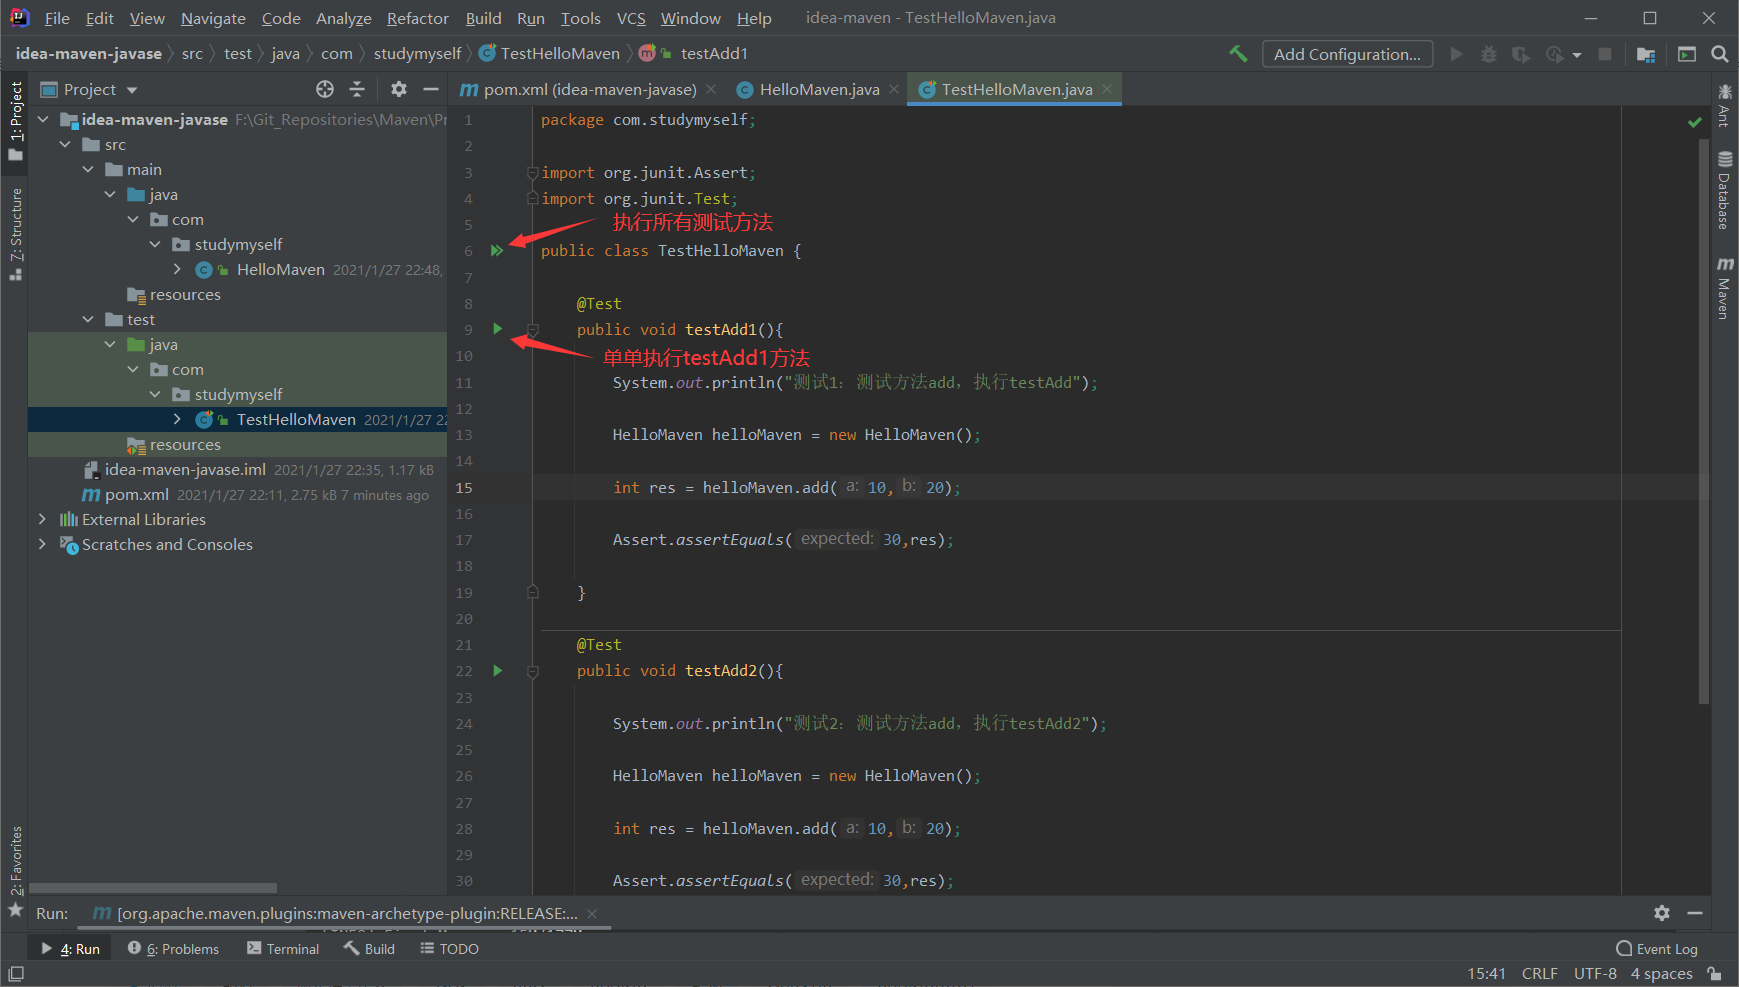 File Edit View Navigate Code Analyze Refactor Build Run Tools VCS Window Help idea-maven - TestHelloMaven.java
idea-maven-javase src test java com studymyself TestHelloMaven testAdd1 Add Configuration...
1: Project
7: Structure
2: Favorites
Project
idea-maven-javase F:\Git_Repositories\Maven\Pr
src
main
java
com
studymyself
HelloMaven 2021/1/27 22:48,
resources
test
java
com
studymyself
TestHelloMaven 2021/1/27 22
resources
idea-maven-javase.iml 2021/1/27 22:35, 1.17 kB
pom.xml 2021/1/27 22:11, 2.75 kB 7 minutes ago
External Libraries
Scratches and Consoles
pom.xml (idea-maven-javase) HelloMaven.java TestHelloMaven.java
1 package com.studymyself;
2
3 import org.junit.Assert;
4 import org.junit.Test;
5 执行所有测试方法
6 public class TestHelloMaven {
7
8 @Test
9 public void testAdd1(){
10 单单执行testAdd1方法
11 System.out.println("测试1：测试方法add，执行testAdd");
12
13 HelloMaven helloMaven = new HelloMaven();
14
15 int res = helloMaven.add( a: 10, b: 20);
16
17 Assert.assertEquals( expected: 30,res);
18
19 }
20
21 @Test
22 public void testAdd2(){
23
24 System.out.println("测试2：测试方法add，执行testAdd2");
25
26 HelloMaven helloMaven = new HelloMaven();
27
28 int res = helloMaven.add( a: 10, b: 20);
29
30 Assert.assertEquals( expected: 30,res);
Ant
Database
Maven
Run: [org.apache.maven.plugins:maven-archetype-plugin:RELEASE:...
4: Run 6: Problems Terminal Build TODO Event Log
15:41 CRLF UTF-8 4 spaces